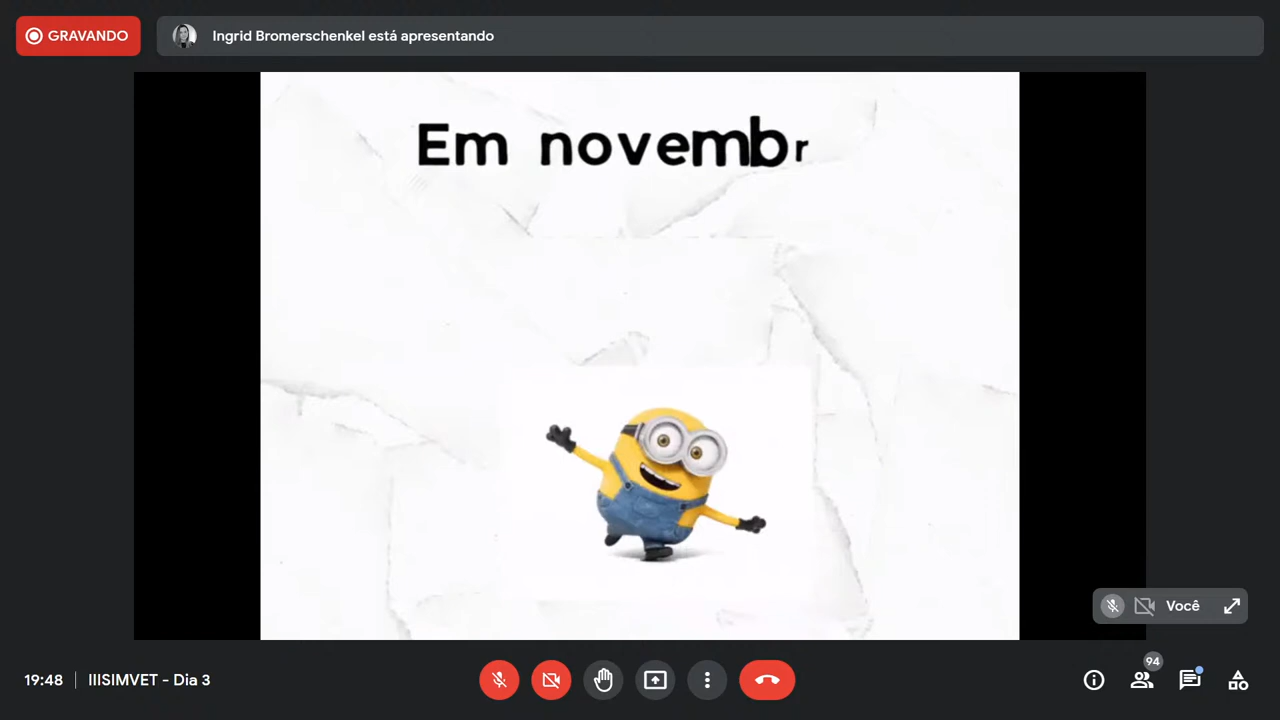 GRAVANDO
Ingrid Bromerschenkel está apresentando
Em novembr
Você
94
19:48 | IIISIMVET - Dia 3